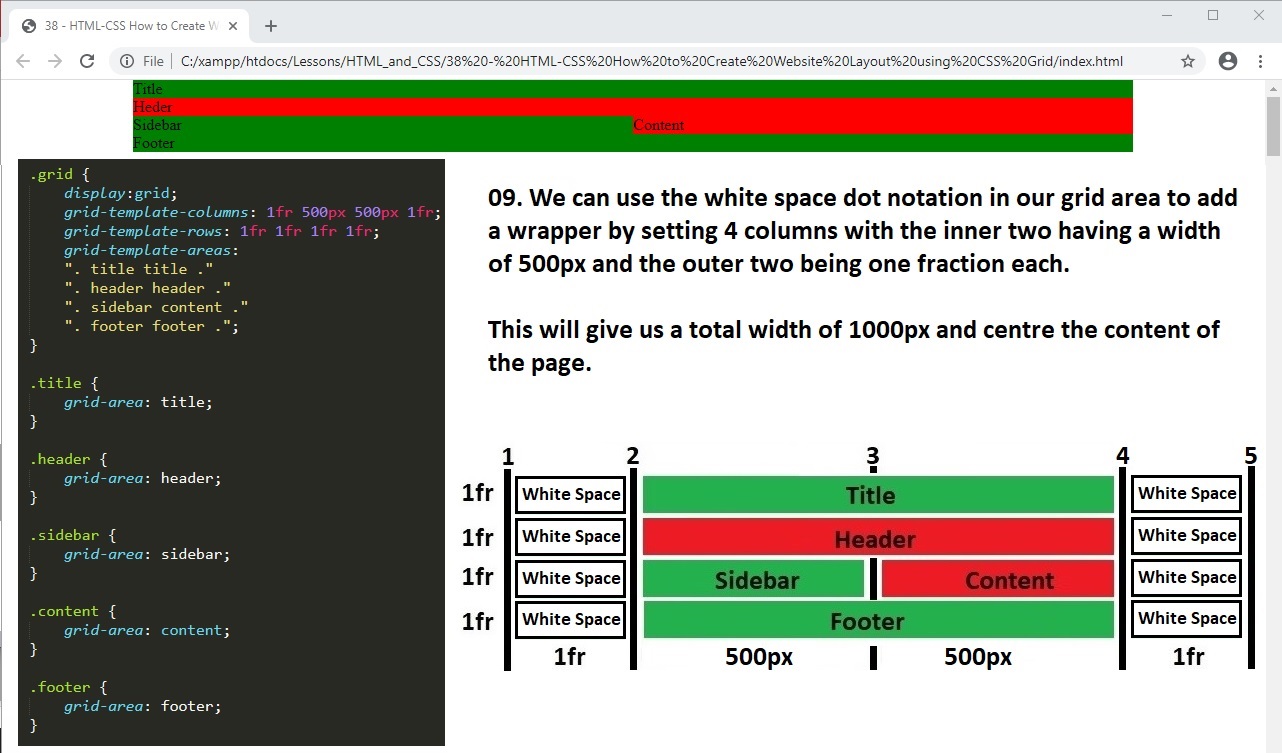 38 - HTML-CSS How to Create W
File
C:/xampp/htdocs/Lessons/HTML_and_CSS/38%20-%20HTML-CSS%20How%20to%20Create%20Website%20Layout%20using%20CSS%20Grid/index.html
Title
Heder
Sidebar Content
Footer
.grid {
display:grid;
grid-template-columns: 1fr 500px 500px 1fr;
grid-template-rows: 1fr 1fr 1fr 1fr;
grid-template-areas:
". title title ."
". header header ."
". sidebar content ."
". footer footer .";
}
.title {
grid-area: title;
}
.header {
grid-area: header;
}
.sidebar {
grid-area: sidebar;
}
.content {
grid-area: content;
}
.footer {
grid-area: footer;
}
09. We can use the white space dot notation in our grid area to add
a wrapper by setting 4 columns with the inner two having a width
of 500px and the outer two being one fraction each.
This will give us a total width of 1000px and centre the content of
the page.
1 2 3 4 5
1fr White Space Title White Space
1fr White Space Header White Space
1fr White Space Sidebar Content White Space
1fr White Space Footer White Space
1fr 500px 500px 1fr